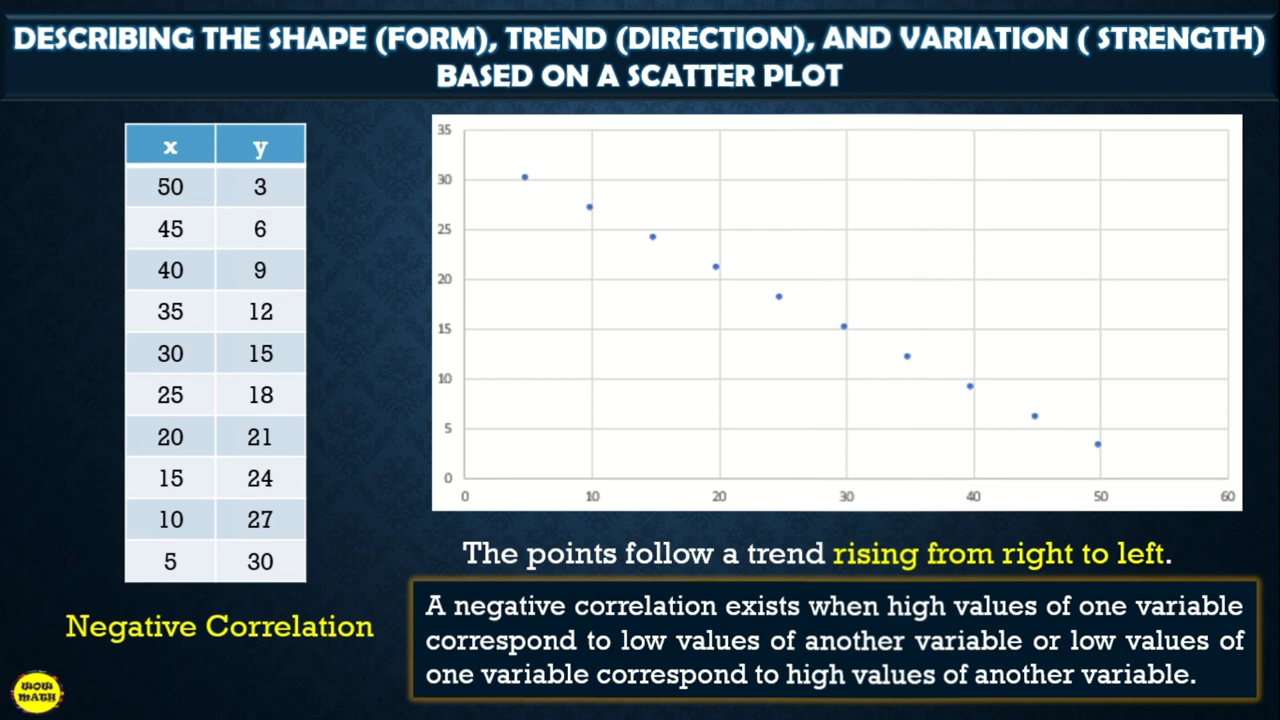 DESCRIBING THE SHAPE (FORM), TREND (DIRECTION), AND VARIATION ( STRENGTH)
BASED ON A SCATTER PLOT
x y
50 3
45 6
40 9
35 12
30 15
25 18
20 21
15 24
10 27
5 30
Negative Correlation
35
30
25
20
15
10
5
0
0 10 20 30 40 50 60
The points follow a trend rising from right to left.
A negative correlation exists when high values of one variable
correspond to low values of another variable or low values of
one variable correspond to high values of another variable.
WOW
MATH